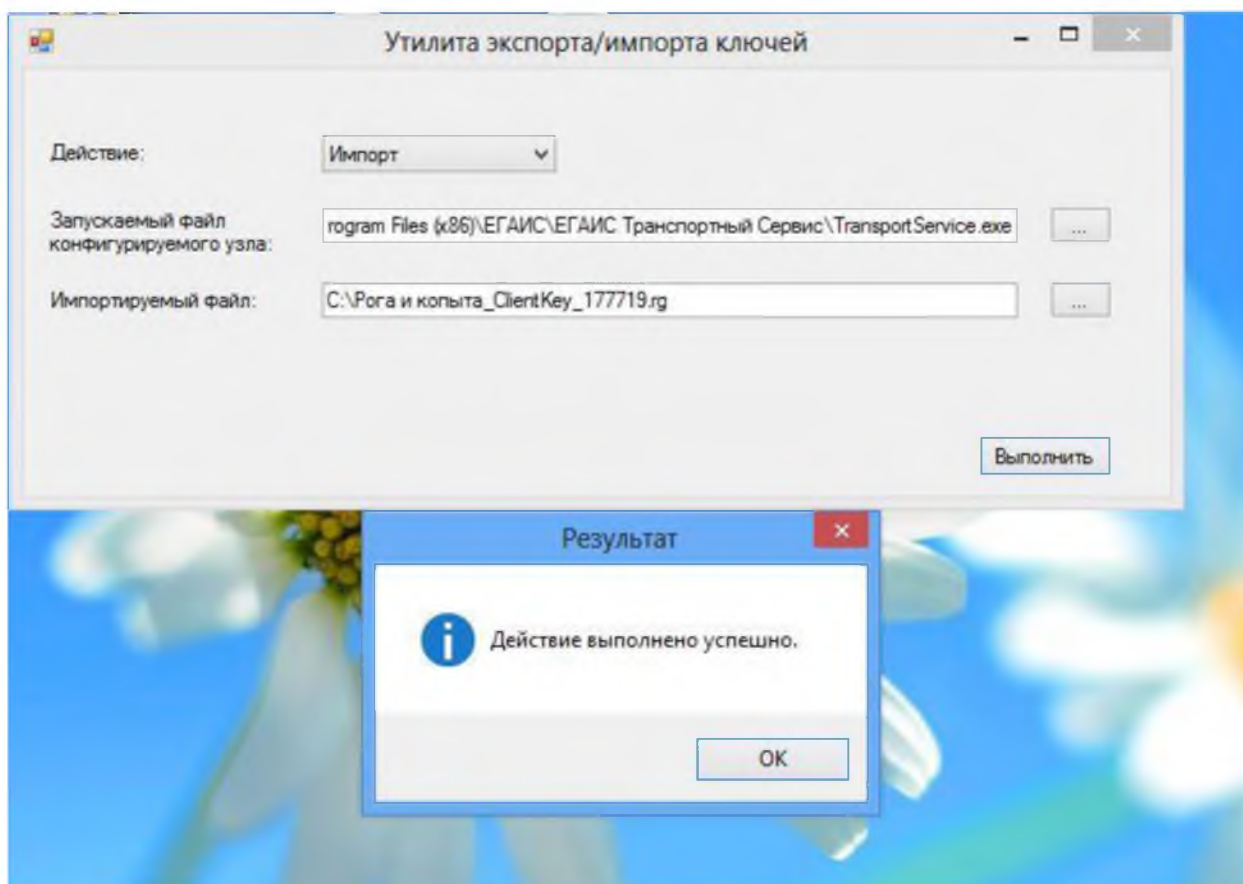 Утилита экспорта/импорта ключей
Действие:
Импорт
Запускаемый файл
конфигурируемого узла:
rogram Files (x86)\ЕГАИС\ЕГАИС Транспортный Сервис\TransportService.exe
...
Импортируемый файл:
C:\Рога и копыта_ClientKey_177719.rg
...
Выполнить
Результат
Действие выполнено успешно.
OK